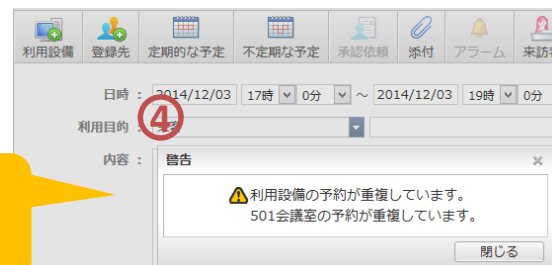 利用設備 登録先 定期的な予定 不定期な予定 承認依頼 添付 アラーム 来訪
日時 : 2014/12/03 17時 0分 ～ 2014/12/03 19時 0分
④
利用目的 :
内容 :
警告 ×
利用設備の予約が重複しています。
501会議室の予約が重複しています。
閉じる